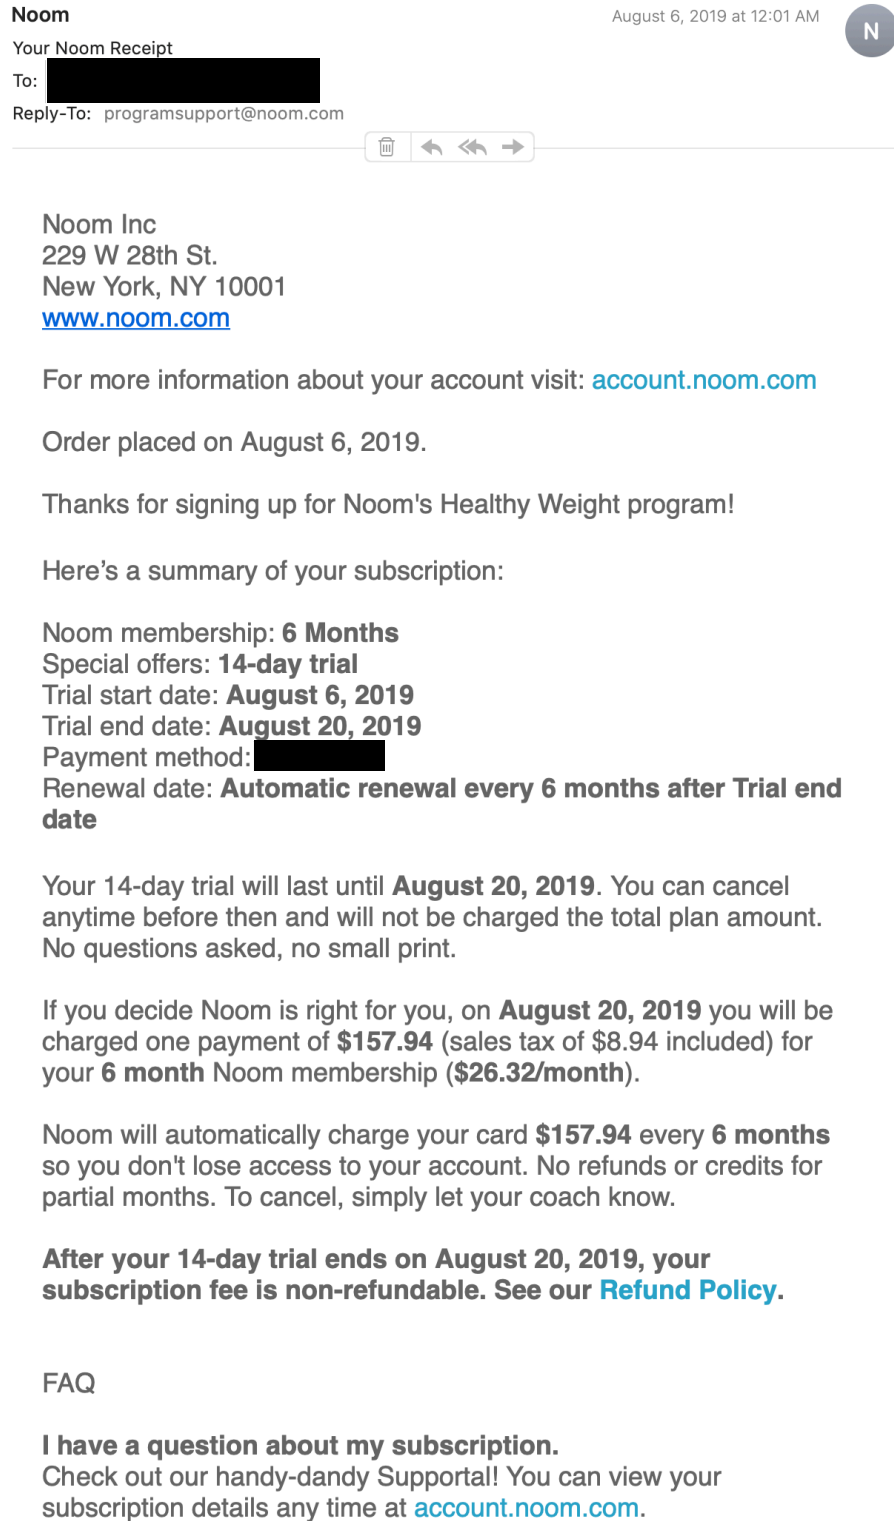 Noom
August 6, 2019 at 12:01 AM
N
Your Noom Receipt
To:
Reply-To: programsupport@noom.com
Noom Inc
229 W 28th St.
New York, NY 10001
www.noom.com
For more information about your account visit: account.noom.com
Order placed on August 6, 2019.
Thanks for signing up for Noom's Healthy Weight program!
Here’s a summary of your subscription:
Noom membership: 6 Months
Special offers: 14-day trial
Trial start date: August 6, 2019
Trial end date: August 20, 2019
Payment method:
Renewal date: Automatic renewal every 6 months after Trial end
date
Your 14-day trial will last until August 20, 2019. You can cancel
anytime before then and will not be charged the total plan amount.
No questions asked, no small print.
If you decide Noom is right for you, on August 20, 2019 you will be
charged one payment of $157.94 (sales tax of $8.94 included) for
your 6 month Noom membership ($26.32/month).
Noom will automatically charge your card $157.94 every 6 months
so you don't lose access to your account. No refunds or credits for
partial months. To cancel, simply let your coach know.
After your 14-day trial ends on August 20, 2019, your
subscription fee is non-refundable. See our Refund Policy.
FAQ
I have a question about my subscription.
Check out our handy-dandy Supportal! You can view your
subscription details any time at account.noom.com.